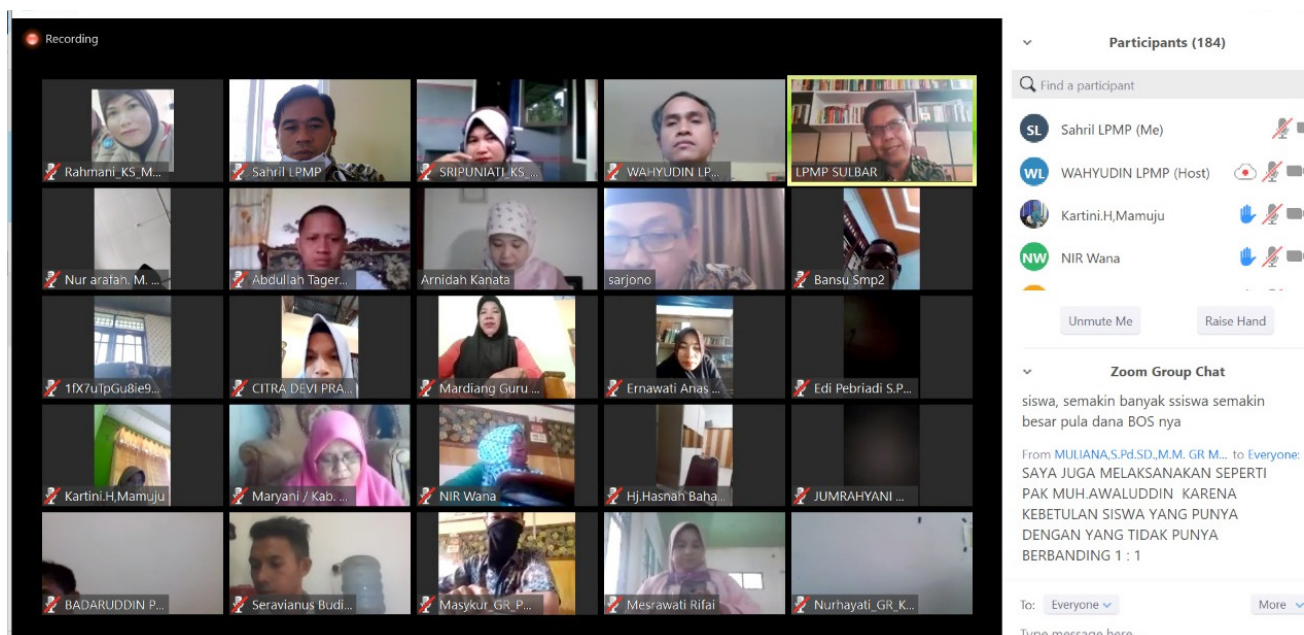 Recording
Rahmani_KS_M...
Sahril LPMP
SRIPUNIATI_KS_...
WAHYUDIN LP...
LPMP SULBAR
Nur arafah. M. ...
Abdullah Tager...
Arnidah Kanata
sarjono
Bansu Smp2
1fX7uTpGu8ie9...
CITRA DEVI PRA...
Mardiang Guru ...
Ernawati Anas ...
Edi Pebriadi S.P...
Kartini.H,Mamuju
Maryani / Kab. ...
NIR Wana
Hj.Hasnah Baha...
JUMRAHYANI ...
BADARUDDIN P...
Seravianus Budi...
Masykur_GR_P...
Mesrawati Rifai
Nurhayati_GR_K...
Participants (184)
Find a participant
SL Sahril LPMP (Me)
WL WAHYUDIN LPMP (Host)
Kartini.H,Mamuju
NW NIR Wana
Unmute Me Raise Hand
Zoom Group Chat
siswa, semakin banyak ssiswa semakin
besar pula dana BOS nya
From MULIANA,S.Pd.SD.,M.M. GR M... to Everyone:
SAYA JUGA MELAKSANAKAN SEPERTI
PAK MUH.AWALUDDIN KARENA
KEBETULAN SISWA YANG PUNYA
DENGAN YANG TIDAK PUNYA
BERBANDING 1 : 1
To: Everyone More
Type message here